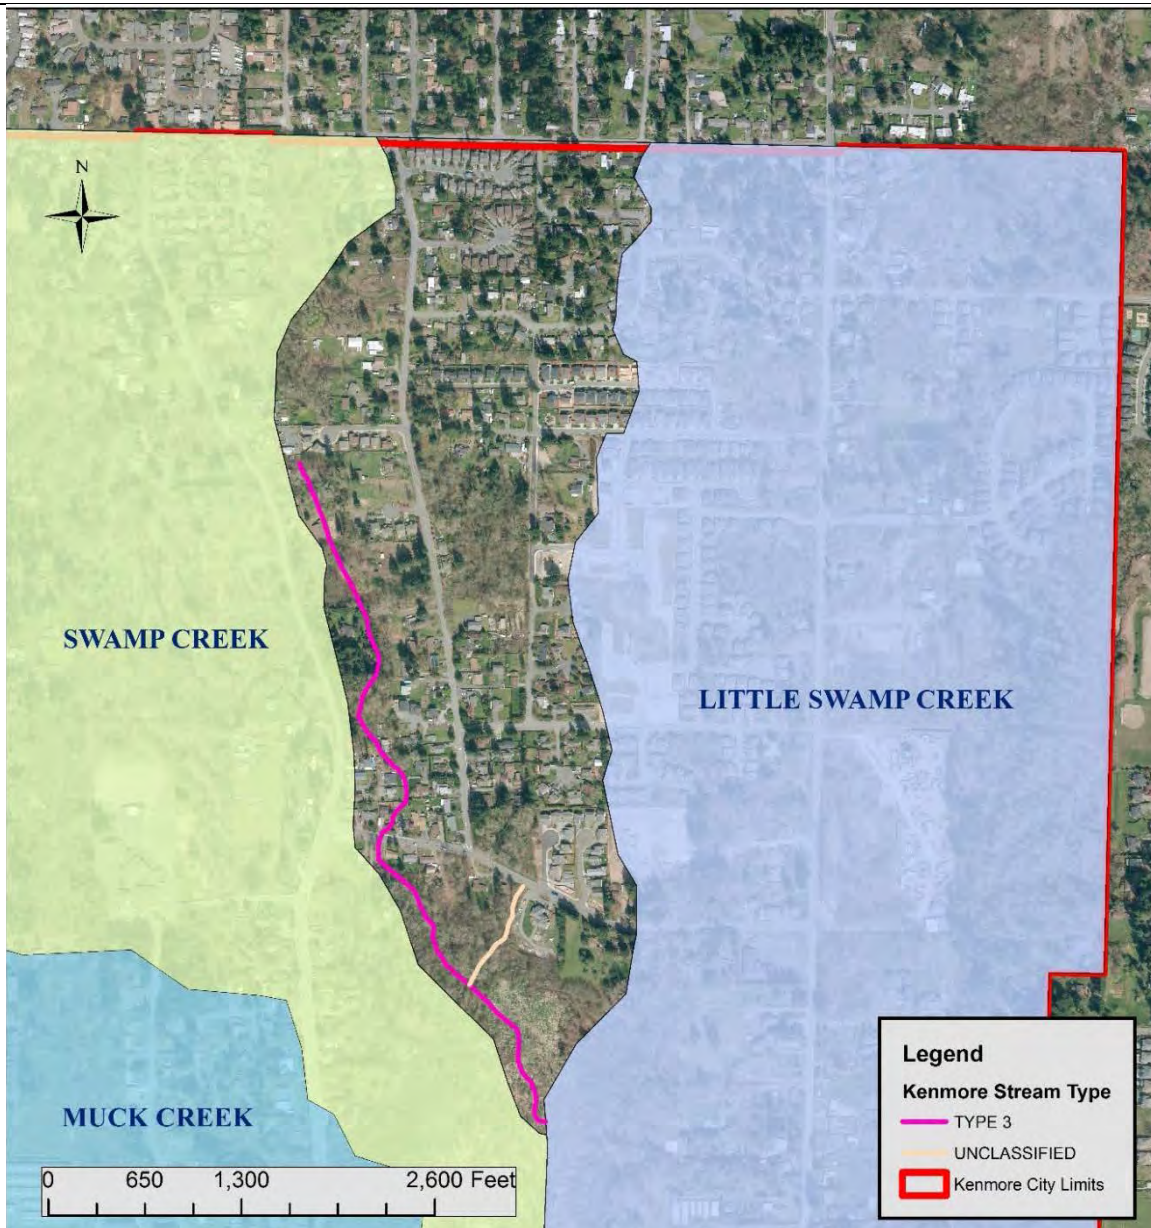 N
SWAMP CREEK
LITTLE SWAMP CREEK
MUCK CREEK
0 650 1,300 2,600 Feet
Legend
Kenmore Stream Type
TYPE 3
UNCLASSIFIED
Kenmore City Limits